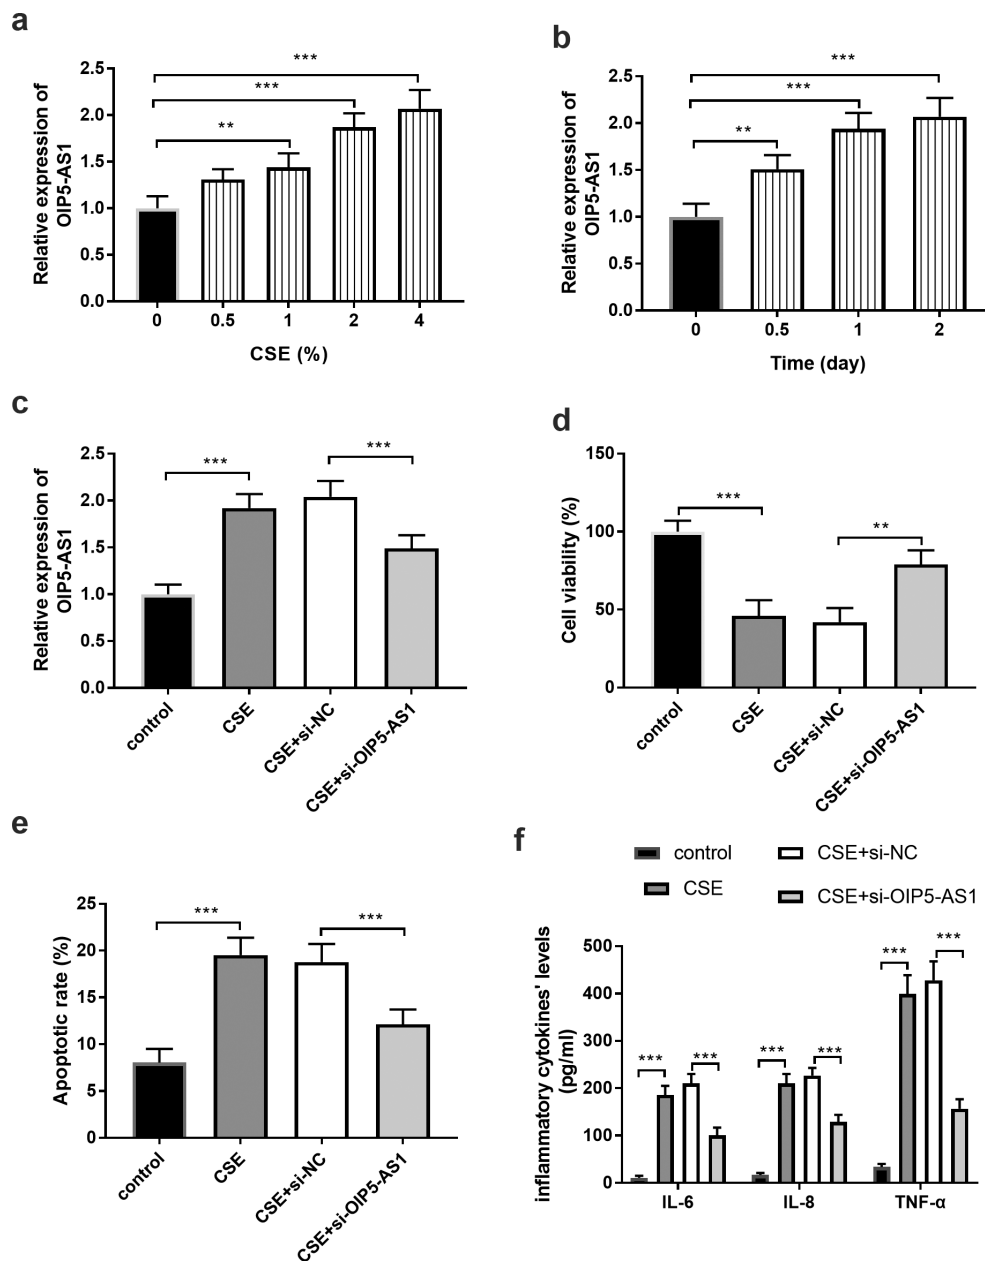 a
Relative expression of
OIP5-AS1
2.5
2.0
1.5
1.0
0.5
0.0
***
***
**
0 0.5 1 2 4
CSE (%)
b
Relative expression of
OIP5-AS1
2.5
2.0
1.5
1.0
0.5
0.0
***
***
**
0 0.5 1 2
Time (day)
c
Relative expression of
OIP5-AS1
2.5
2.0
1.5
1.0
0.5
0.0
***
***
control
CSE
CSE+si-NC
CSE+si-OIP5-AS1
d
Cell viability (%)
150
100
50
0
***
**
control
CSE
CSE+si-NC
CSE+si-OIP5-AS1
e
Apoptotic rate (%)
25
20
15
10
5
0
***
***
control
CSE
CSE+si-NC
CSE+si-OIP5-AS1
f
control
CSE
CSE+si-NC
CSE+si-OIP5-AS1
inflammatory cytokines' levels
(pg/ml)
500
400
300
200
100
0
*** ***
*** ***
*** ***
IL-6 IL-8 TNF-α